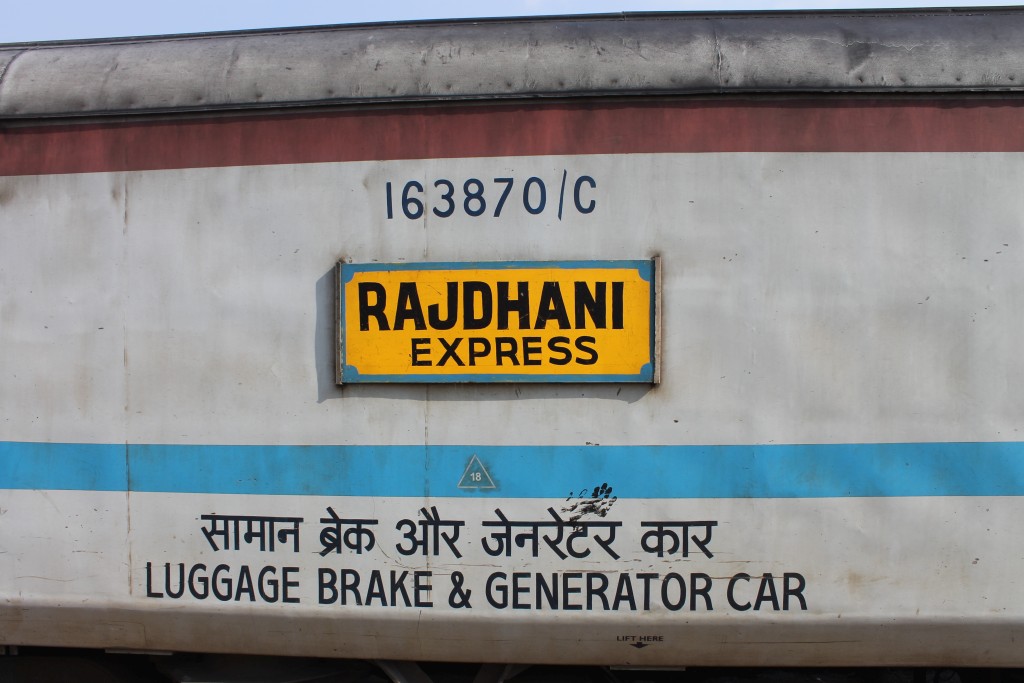 163870/C
RAJDHANI
EXPRESS
18
सामान ब्रेक और जेनरेटर कार
LUGGAGE BRAKE & GENERATOR CAR
LIFT HERE